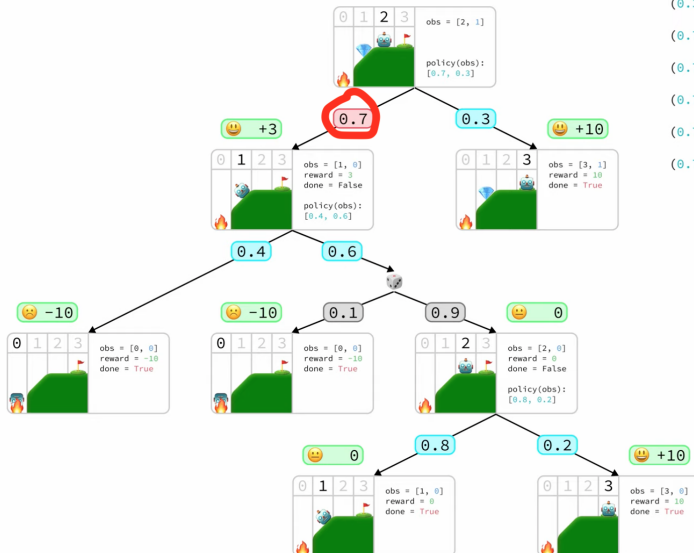 0 1 2 3
obs = [2, 1]
policy(obs):
[0.7, 0.3]
(0.
(0.
(0.
(0.
(0.
+3
0.7
0.3
+10
0 1 2 3
obs = [1, 0]
reward = 3
done = False
policy(obs):
[0.4, 0.6]
0 1 2 3
obs = [3, 1]
reward = 10
done = True
0.4
0.6
-10
-10
0.1
0.9
0
0 1 2 3
obs = [0, 0]
reward = -10
done = True
0 1 2 3
obs = [0, 0]
reward = -10
done = True
0 1 2 3
obs = [2, 0]
reward = 0
done = False
policy(obs):
[0.8, 0.2]
0.8
0.2
0
+10
0 1 2 3
obs = [1, 0]
reward = 0
done = True
0 1 2 3
obs = [3, 0]
reward = 10
done = True